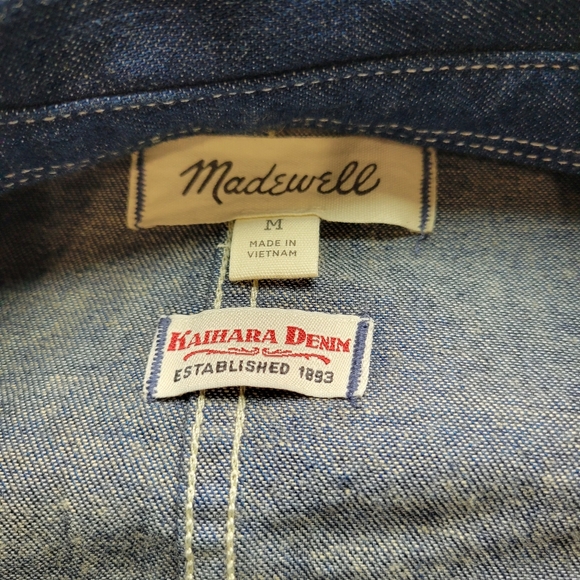 Madewell
M
MADE IN
VIETNAM
KAIHARA DENIM
ESTABLISHED 1893